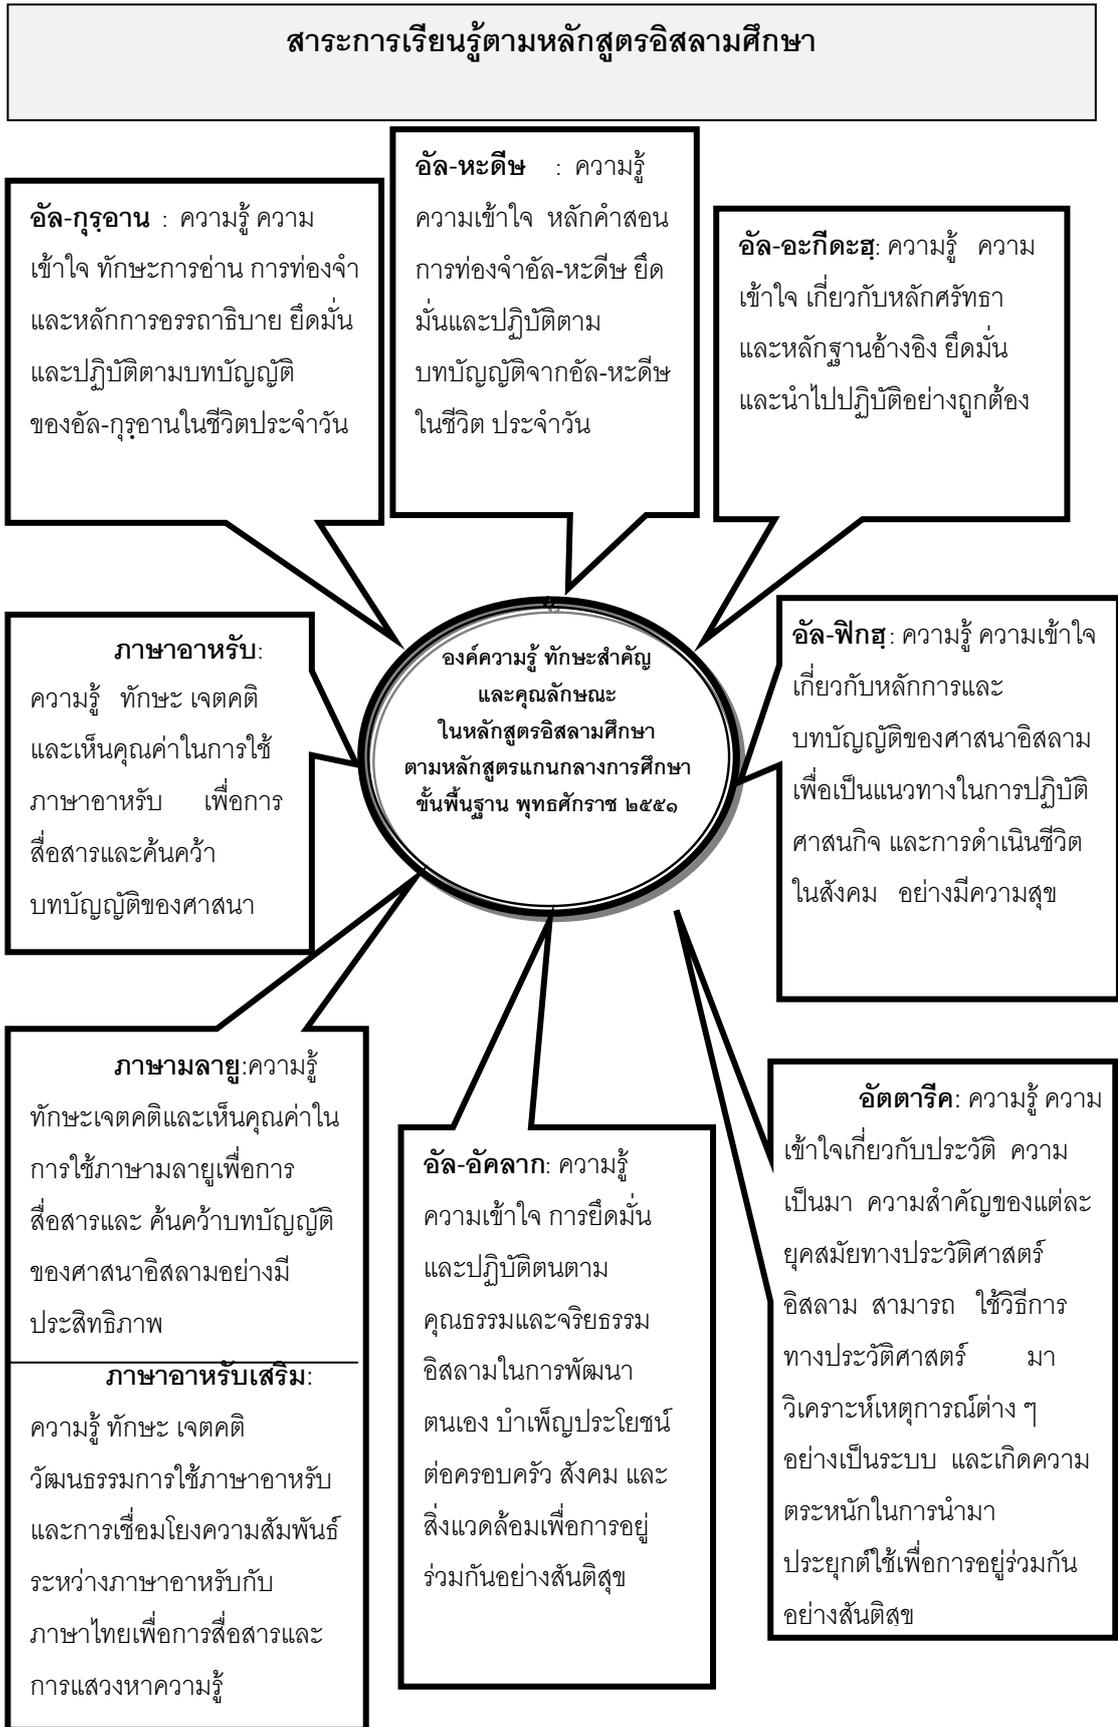 สาระการเรียนรู้ตามหลักสูตรอิสลามศึกษา
อัล-กุรฺอาน : ความรู้ ความ
เข้าใจ ทักษะการอ่าน การท่องจำ
และหลักการอรรถาธิบาย ยึดมั่น
และปฏิบัติตามบทบัญญัติ
ของอัล-กุรฺอานในชีวิตประจำวัน
อัล-หะดีษ : ความรู้
ความเข้าใจ หลักคำสอน
การท่องจำอัล-หะดีษ ยึด
มั่นและปฏิบัติตาม
บทบัญญัติจากอัล-หะดีษ
ในชีวิต ประจำวัน
อัล-อะกีดะฮฺ: ความรู้ ความ
เข้าใจ เกี่ยวกับหลักศรัทธา
และหลักฐานอ้างอิง ยึดมั่น
และนำไปปฏิบัติอย่างถูกต้อง
ภาษาอาหรับ:
ความรู้ ทักษะ เจตคติ
และเห็นคุณค่าในการใช้
ภาษาอาหรับ เพื่อการ
สื่อสารและค้นคว้า
บทบัญญัติของศาสนา
องค์ความรู้ ทักษะสำคัญ
และคุณลักษณะ
ในหลักสูตรอิสลามศึกษา
ตามหลักสูตรแกนกลางการศึกษา
ขั้นพื้นฐาน พุทธศักราช ๒๕๕๑
อัล-ฟิกฮฺ: ความรู้ ความเข้าใจ
เกี่ยวกับหลักการและ
บทบัญญัติของศาสนาอิสลาม
เพื่อเป็นแนวทางในการปฏิบัติ
ศาสนกิจ และการดำเนินชีวิต
ในสังคม อย่างมีความสุข
ภาษามลายู:ความรู้
ทักษะเจตคติและเห็นคุณค่าใน
การใช้ภาษามลายูเพื่อการ
สื่อสารและ ค้นคว้าบทบัญญัติ
ของศาสนาอิสลามอย่างมี
ประสิทธิภาพ
ภาษาอาหรับเสริม:
ความรู้ ทักษะ เจตคติ
วัฒนธรรมการใช้ภาษาอาหรับ
และการเชื่อมโยงความสัมพันธ์
ระหว่างภาษาอาหรับกับ
ภาษาไทยเพื่อการสื่อสารและ
การแสวงหาความรู้
อัล-อัคลาก: ความรู้
ความเข้าใจ การยึดมั่น
และปฏิบัติตนตาม
คุณธรรมและจริยธรรม
อิสลามในการพัฒนา
ตนเอง บำเพ็ญประโยชน์
ต่อครอบครัว สังคม และ
สิ่งแวดล้อมเพื่อการอยู่
ร่วมกันอย่างสันติสุข
อัตตารีค: ความรู้ ความ
เข้าใจเกี่ยวกับประวัติ ความ
เป็นมา ความสำคัญของแต่ละ
ยุคสมัยทางประวัติศาสตร์
อิสลาม สามารถ ใช้วิธีการ
ทางประวัติศาสตร์ มา
วิเคราะห์เหตุการณ์ต่าง ๆ
อย่างเป็นระบบ และเกิดความ
ตระหนักในการนำมา
ประยุกต์ใช้เพื่อการอยู่ร่วมกัน
อย่างสันติสุข